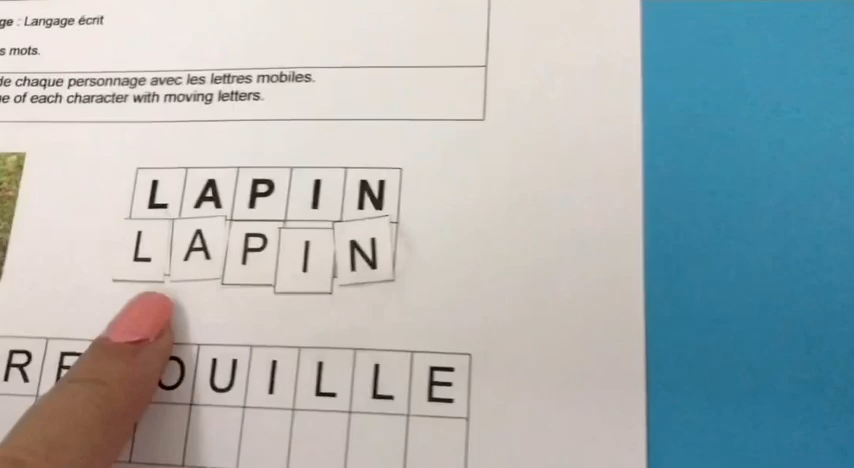 ge : Langage écrit
s mots.
de chaque personnage avec les lettres mobiles.
e of each character with moving letters.
LAPIN
LAPIN
RE OUILLE